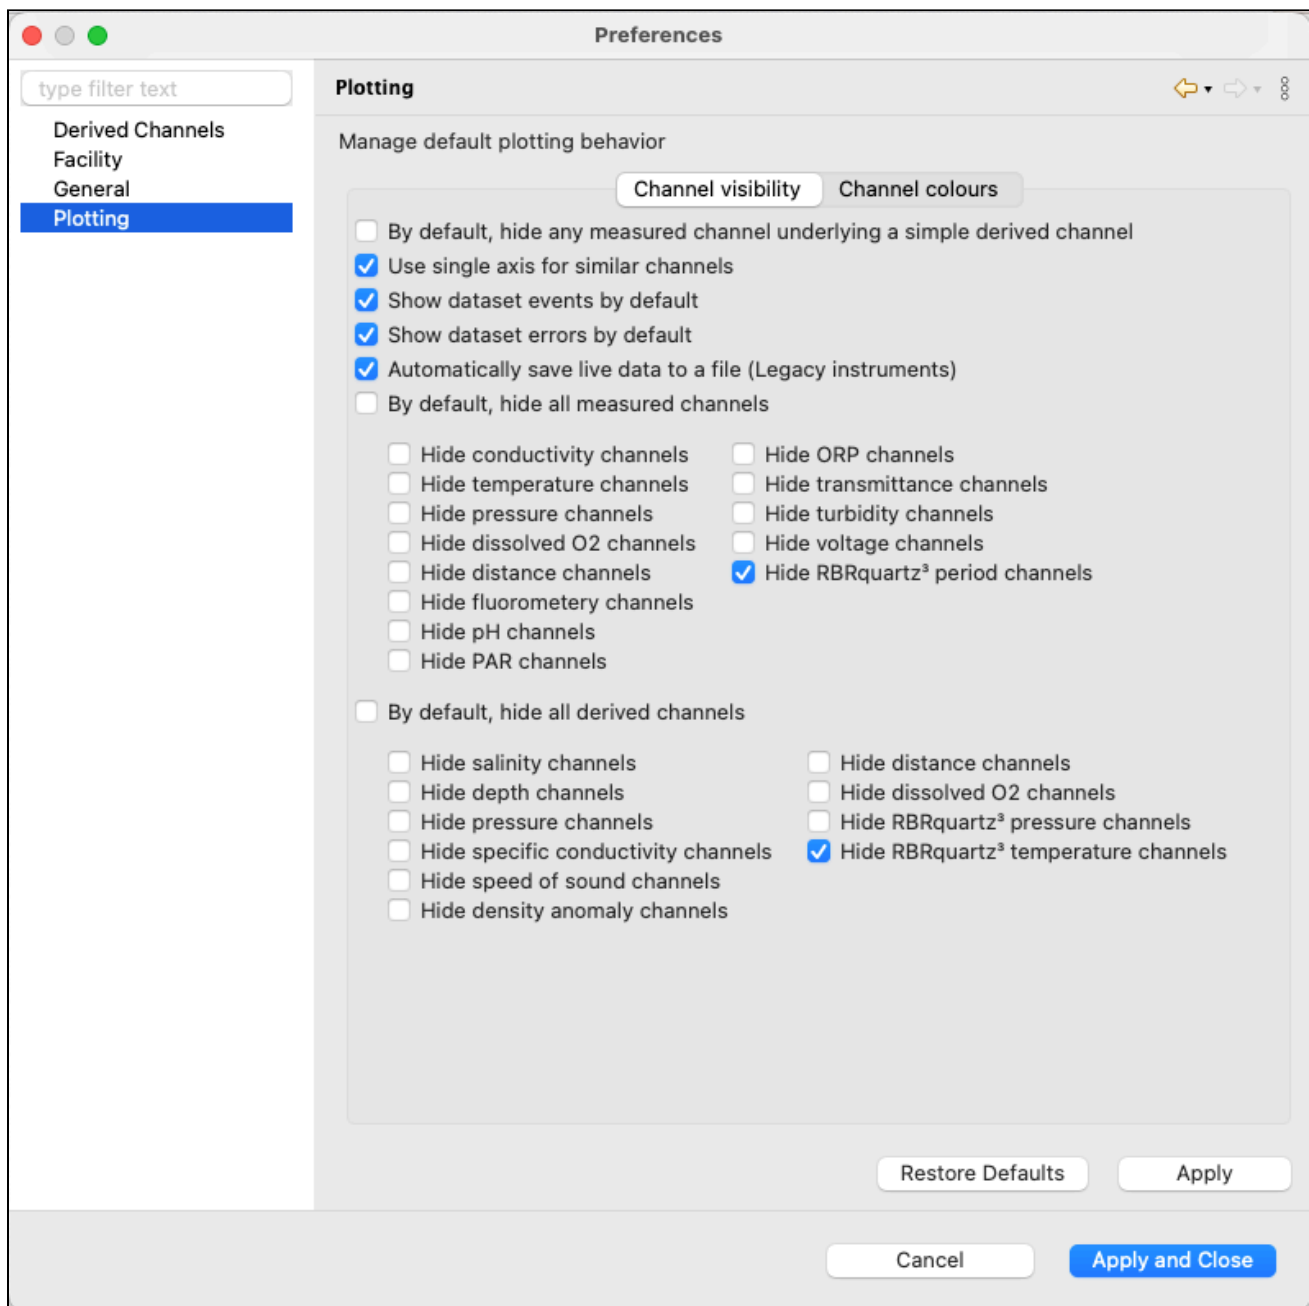 Preferences
type filter text
Derived Channels
Facility
General
Plotting
Plotting
Manage default plotting behavior
Channel visibility
Channel colours
By default, hide any measured channel underlying a simple derived channel
Use single axis for similar channels
Show dataset events by default
Show dataset errors by default
Automatically save live data to a file (Legacy instruments)
By default, hide all measured channels
Hide conductivity channels
Hide temperature channels
Hide pressure channels
Hide dissolved O2 channels
Hide distance channels
Hide fluorometery channels
Hide pH channels
Hide PAR channels
Hide ORP channels
Hide transmittance channels
Hide turbidity channels
Hide voltage channels
Hide RBRquartz³ period channels
By default, hide all derived channels
Hide salinity channels
Hide depth channels
Hide pressure channels
Hide specific conductivity channels
Hide speed of sound channels
Hide density anomaly channels
Hide distance channels
Hide dissolved O2 channels
Hide RBRquartz³ pressure channels
Hide RBRquartz³ temperature channels
Restore Defaults
Apply
Cancel
Apply and Close